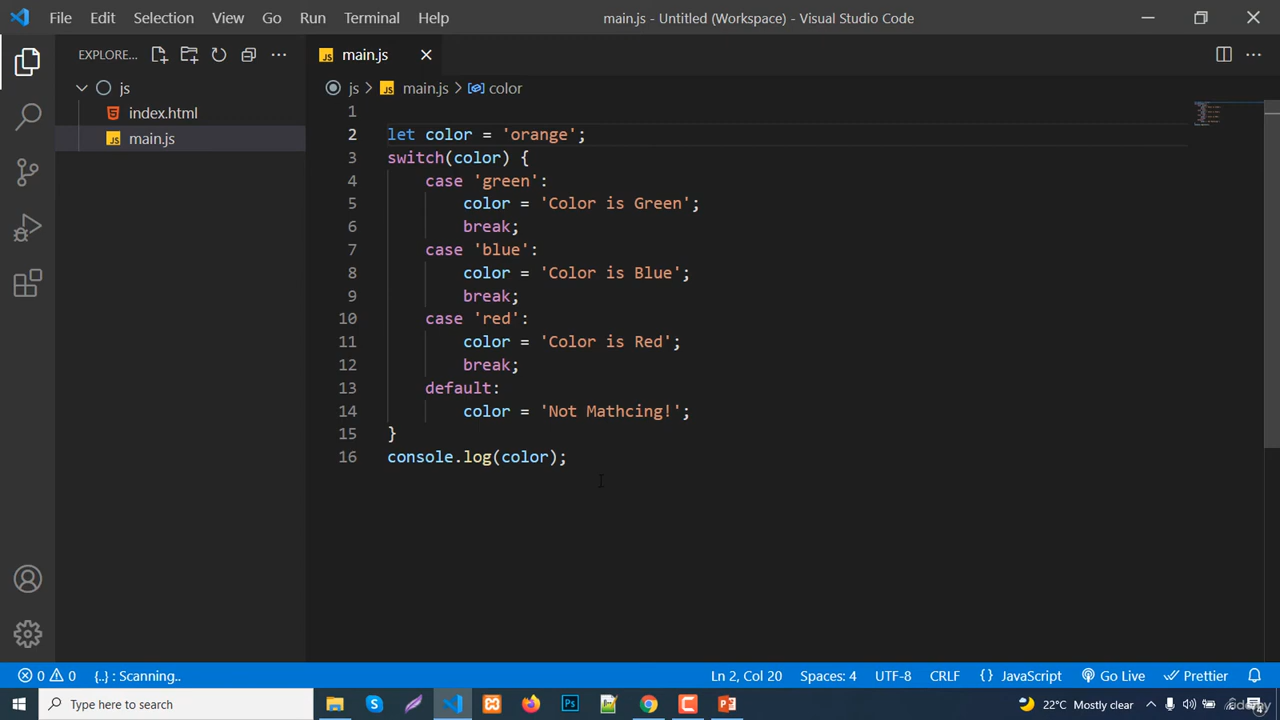 File Edit Selection View Go Run Terminal Help main.js - Untitled (Workspace) - Visual Studio Code
EXPLORE...
JS main.js
js
index.html
JS main.js
js > JS main.js > color
1
2 let color = 'orange';
3 switch(color) {
4 case 'green':
5 color = 'Color is Green';
6 break;
7 case 'blue':
8 color = 'Color is Blue';
9 break;
10 case 'red':
11 color = 'Color is Red';
12 break;
13 default:
14 color = 'Not Mathcing!';
15 }
16 console.log(color);
0 0 {..} : Scanning.. Ln 2, Col 20 Spaces: 4 UTF-8 CRLF {} JavaScript Go Live Prettier
Type here to search 22°C Mostly clear Udemy